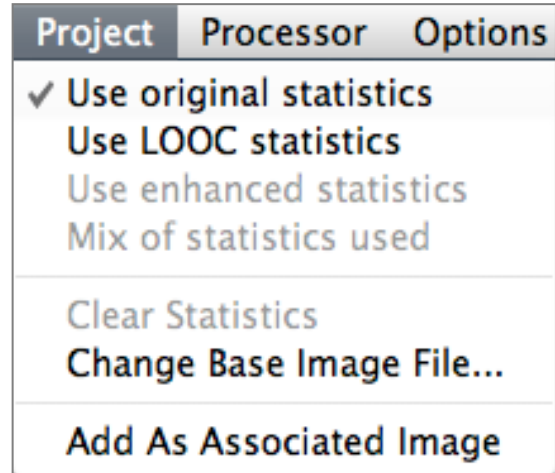 Project Processor Options
✓ Use original statistics
Use LOOC statistics
Use enhanced statistics
Mix of statistics used
Clear Statistics
Change Base Image File...
Add As Associated Image